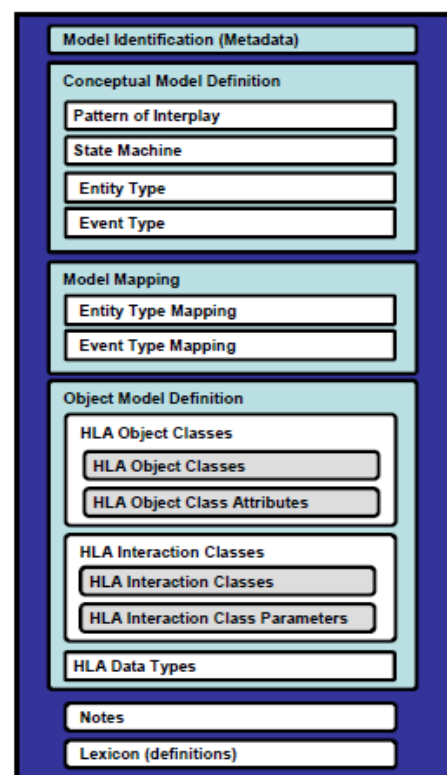 Model Identification (Metadata)
Conceptual Model Definition
Pattern of Interplay
State Machine
Entity Type
Event Type
Model Mapping
Entity Type Mapping
Event Type Mapping
Object Model Definition
HLA Object Classes
HLA Object Classes
HLA Object Class Attributes
HLA Interaction Classes
HLA Interaction Classes
HLA Interaction Class Parameters
HLA Data Types
Notes
Lexicon (definitions)